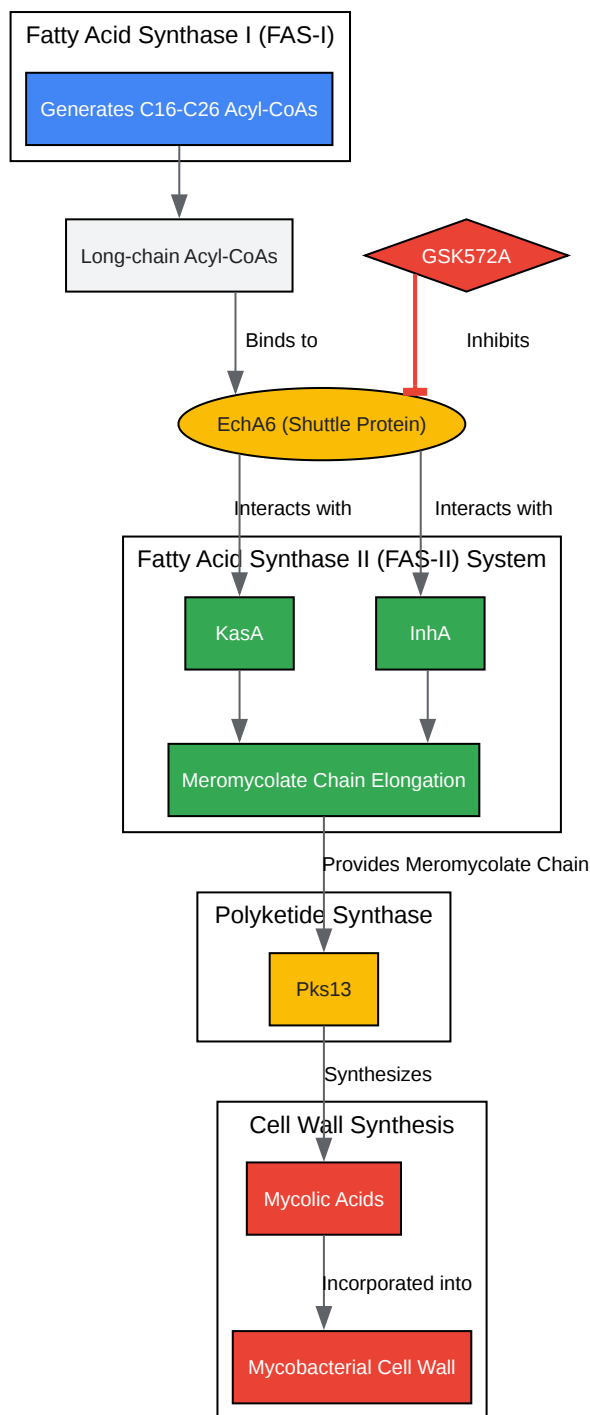 Fatty Acid Synthase I (FAS-I)
Generates C16-C26 Acyl-CoAs
Long-chain Acyl-CoAs
GSK572A
Binds to
Inhibits
EchA6 (Shuttle Protein)
Interacts with
Interacts with
Fatty Acid Synthase II (FAS-II) System
KasA
InhA
Meromycolate Chain Elongation
Provides Meromycolate Chain
Polyketide Synthase
Pks13
Synthesizes
Cell Wall Synthesis
Mycolic Acids
Incorporated into
Mycobacterial Cell Wall